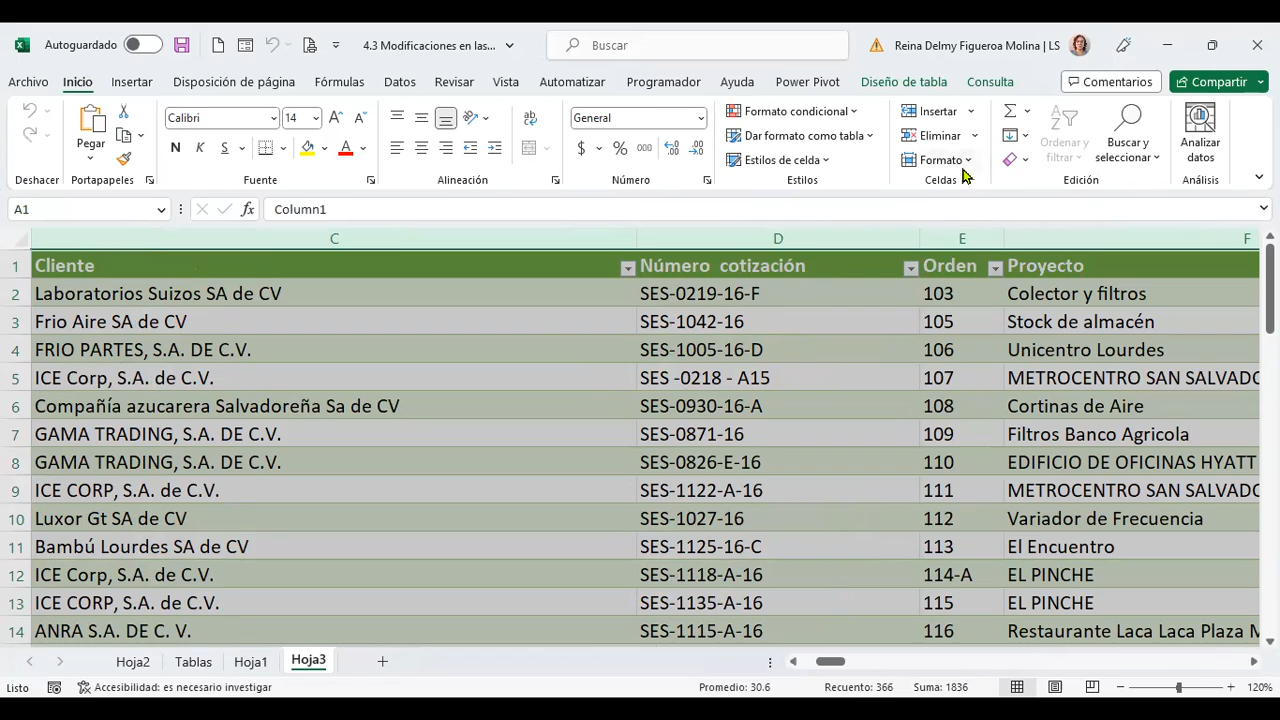 Autoguardado 4.3 Modificaciones en las... Buscar Reina Delmy Figueroa Molina | LS
Archivo Inicio Insertar Disposición de página Fórmulas Datos Revisar Vista Automatizar Programador Ayuda Power Pivot Diseño de tabla Consulta Comentarios Compartir
Pegar
Calibri 14
N K S
General
$ % 000
Formato condicional
Dar formato como tabla
Estilos de celda
Insertar
Eliminar
Formato
Ordenar y filtrar
Buscar y seleccionar
Analizar datos
Deshacer Portapapeles Fuente Alineación Número Estilos Celdas Edición Análisis
A1 fx Column1
C D E F
1 Cliente Número cotización Orden Proyecto
2 Laboratorios Suizos SA de CV SES-0219-16-F 103 Colector y filtros
3 Frio Aire SA de CV SES-1042-16 105 Stock de almacén
4 FRIO PARTES, S.A. DE C.V. SES-1005-16-D 106 Unicentro Lourdes
5 ICE Corp, S.A. de C.V. SES -0218 - A15 107 METROCENTRO SAN SALVADO
6 Compañía azucarera Salvadoreña Sa de CV SES-0930-16-A 108 Cortinas de Aire
7 GAMA TRADING, S.A. DE C.V. SES-0871-16 109 Filtros Banco Agricola
8 GAMA TRADING, S.A. DE C.V. SES-0826-E-16 110 EDIFICIO DE OFICINAS HYATT
9 ICE CORP, S.A. de C.V. SES-1122-A-16 111 METROCENTRO SAN SALVADO
10 Luxor Gt SA de CV SES-1027-16 112 Variador de Frecuencia
11 Bambú Lourdes SA de CV SES-1125-16-C 113 El Encuentro
12 ICE Corp, S.A. de C.V. SES-1118-A-16 114-A EL PINCHE
13 ICE CORP, S.A. de C.V. SES-1135-A-16 115 EL PINCHE
14 ANRA S.A. DE C. V. SES-1115-A-16 116 Restaurante Laca Laca Plaza M
Hoja2 Tablas Hoja1 Hoja3
Listo Accesibilidad: es necesario investigar Promedio: 30.6 Recuento: 366 Suma: 1836 120%